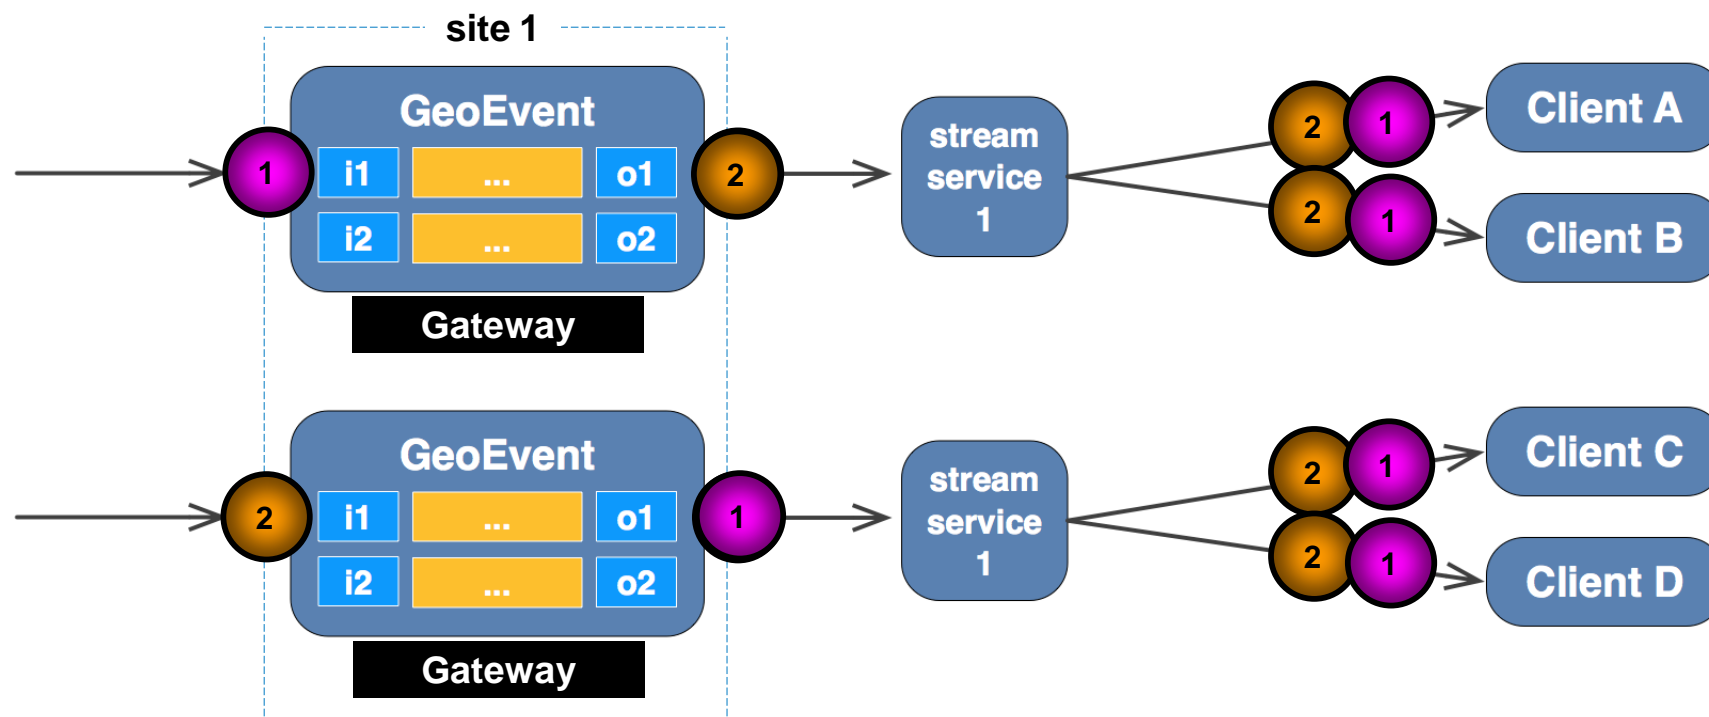 site 1
GeoEvent
1
i1
...
o1
2
i2
...
o2
Gateway
stream
service
1
2
1
Client A
2
1
Client B
GeoEvent
2
i1
...
o1
1
i2
...
o2
Gateway
stream
service
1
2
1
Client C
2
1
Client D